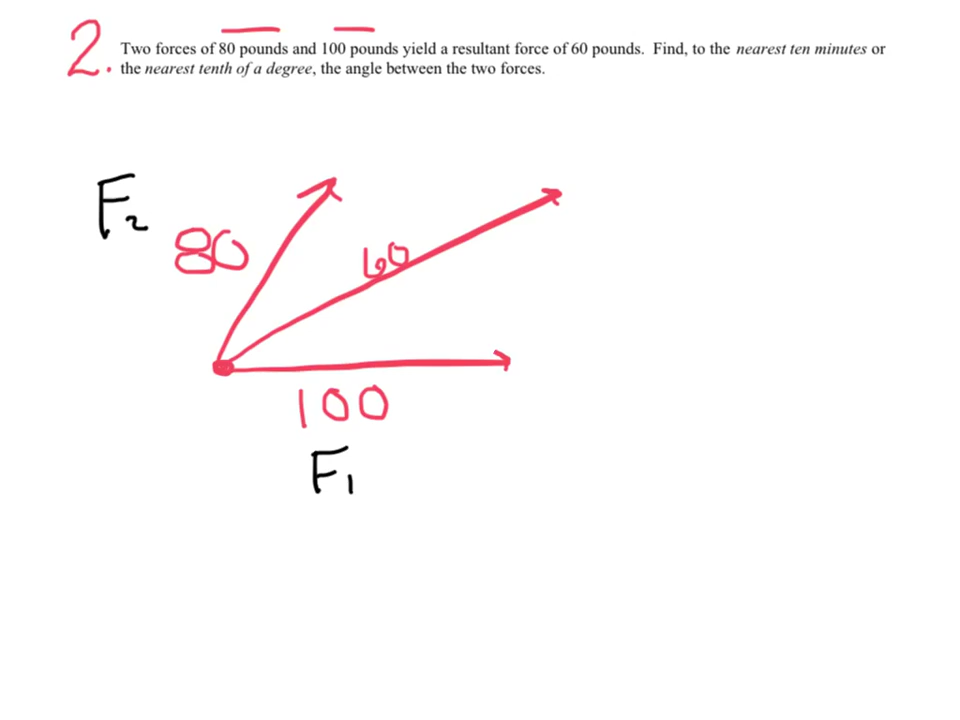 2. Two forces of 80 pounds and 100 pounds yield a resultant force of 60 pounds. Find, to the nearest ten minutes or
the nearest tenth of a degree, the angle between the two forces.
F2
80
60
100
F1